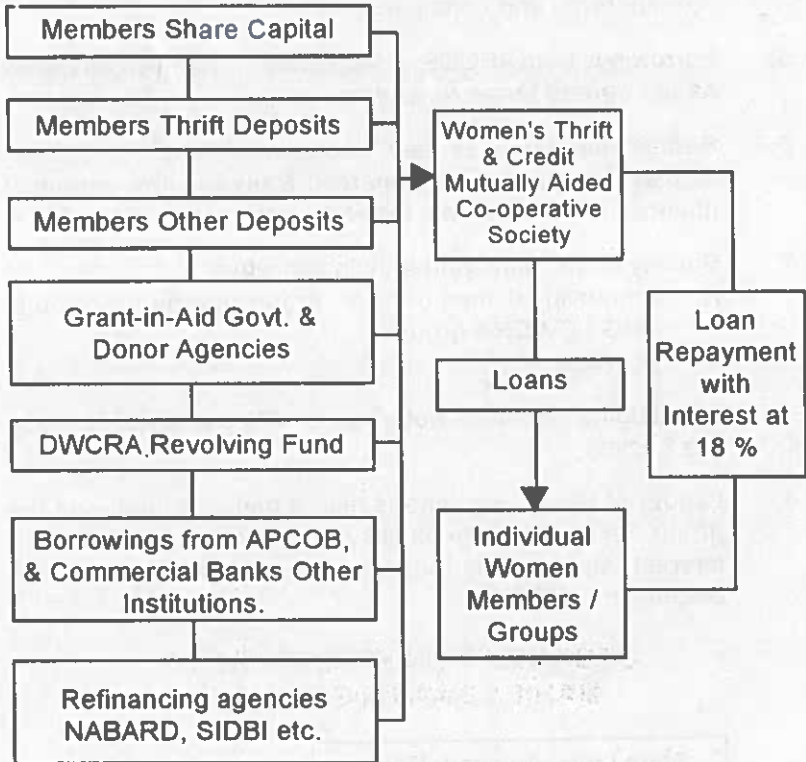 Members Share Capital
Members Thrift Deposits
Members Other Deposits
Grant-in-Aid Govt. &
Donor Agencies
DWCRA Revolving Fund
Borrowings from APCOB,
& Commercial Banks Other
Institutions.
Refinancing agencies
NABARD, SIDBI etc.
Women's Thrift
& Credit
Mutually Aided
Co-operative
Society
Loans
Individual
Women
Members /
Groups
Loan
Repayment
with
Interest at
18 %